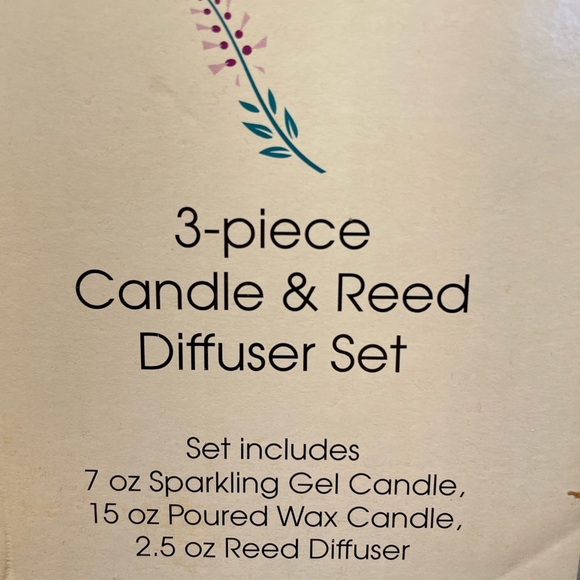 3-piece
Candle & Reed
Diffuser Set
Set includes
7 oz Sparkling Gel Candle,
15 oz Poured Wax Candle,
2.5 oz Reed Diffuser